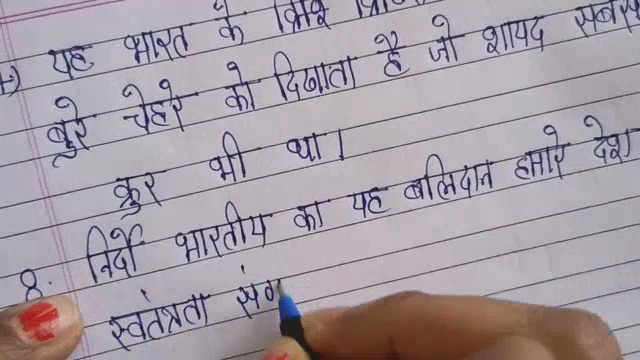 यह भारत के
बुरे चेहरे को दिखाता है जो शायद सबसे
क्रुर भी था।
8. निर्दो भारतीय का यह बलिदान हमारे देश
स्वतंत्रता संग